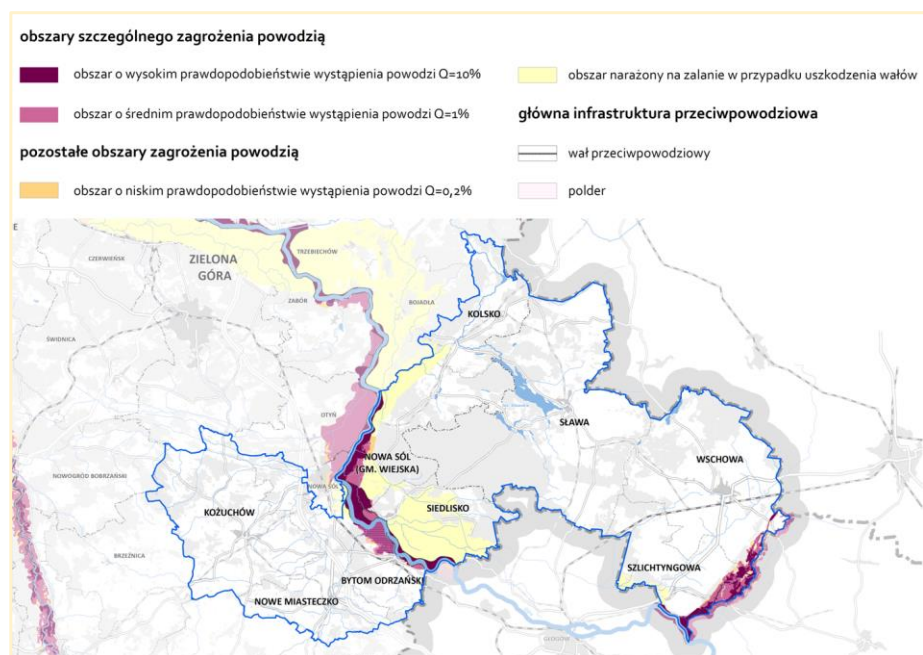 obszary szczególnego zagrożenia powodzią
obszar o wysokim prawdopodobieństwie wystąpienia powodzi Q=10%
obszar o średnim prawdopodobieństwie wystąpienia powodzi Q=1%
pozostałe obszary zagrożenia powodzią
obszar o niskim prawdopodobieństwie wystąpienia powodzi Q=0,2%
obszar narażony na zalanie w przypadku uszkodzenia wałów
główna infrastruktura przeciwpowodziowa
wał przeciwpowodziowy
polder
E
TRZEBIECHÓW
CZERWIEŃSK
ZIELONA
GÓRA
ZABÓR
BOJADŁA
KOLSKO
ŚWIDNICA
OTYŃ
SŁAWA
NOWA SÓL
(GM. WIEJSKA)
WSCHOWA
NOWOGRÓD BOBRZAŃSKI
NOWA SÓL
KOŻUCHÓW
SIEDLISKO
BRZEŹNICA
SZLICHTYNGOWA
BYTOM ODRZAŃSKI
NOWE MIASTECZKO
GŁOGÓW